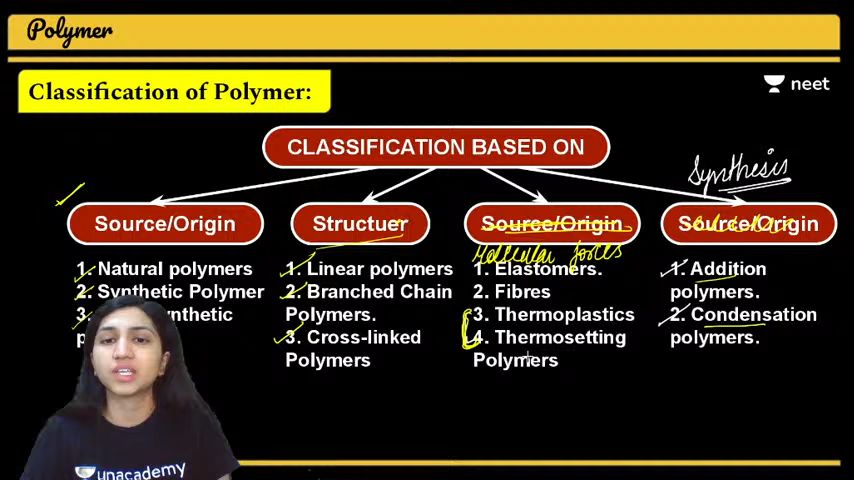 Polymer
Classification of Polymer:
neet
CLASSIFICATION BASED ON
Synthesis
Source/Origin
1. Natural polymers
2. Synthetic Polymer
3.
ynthetic
Structuer
1. Linear polymers
2. Branched Chain
Polymers.
3. Cross-linked
Polymers
Source/Origin
Molecular forces
1. Elastomers.
2. Fibres
3. Thermoplastics
4. Thermosetting
Polymers
Source/Origin
1. Addition
polymers.
2. Condensation
polymers.
unacademy